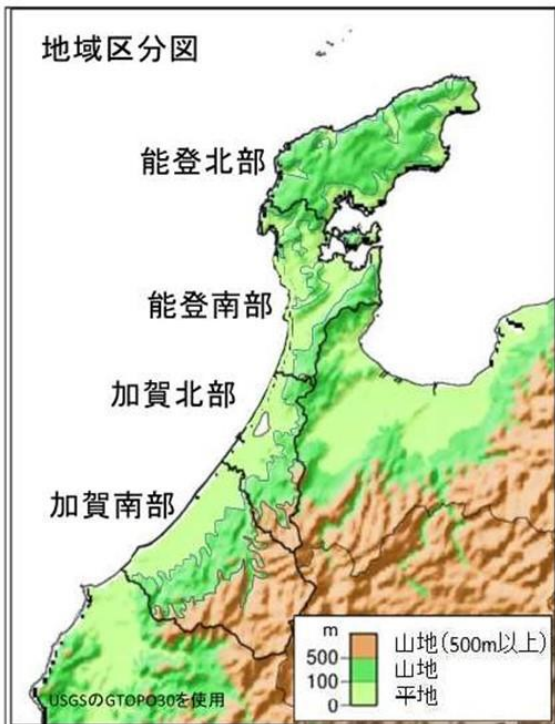 地域区分図
能登北部
能登南部
加賀北部
加賀南部
m
500
100
0
山地(500m以上)
山地
平地
USGSのGTOPO30を使用